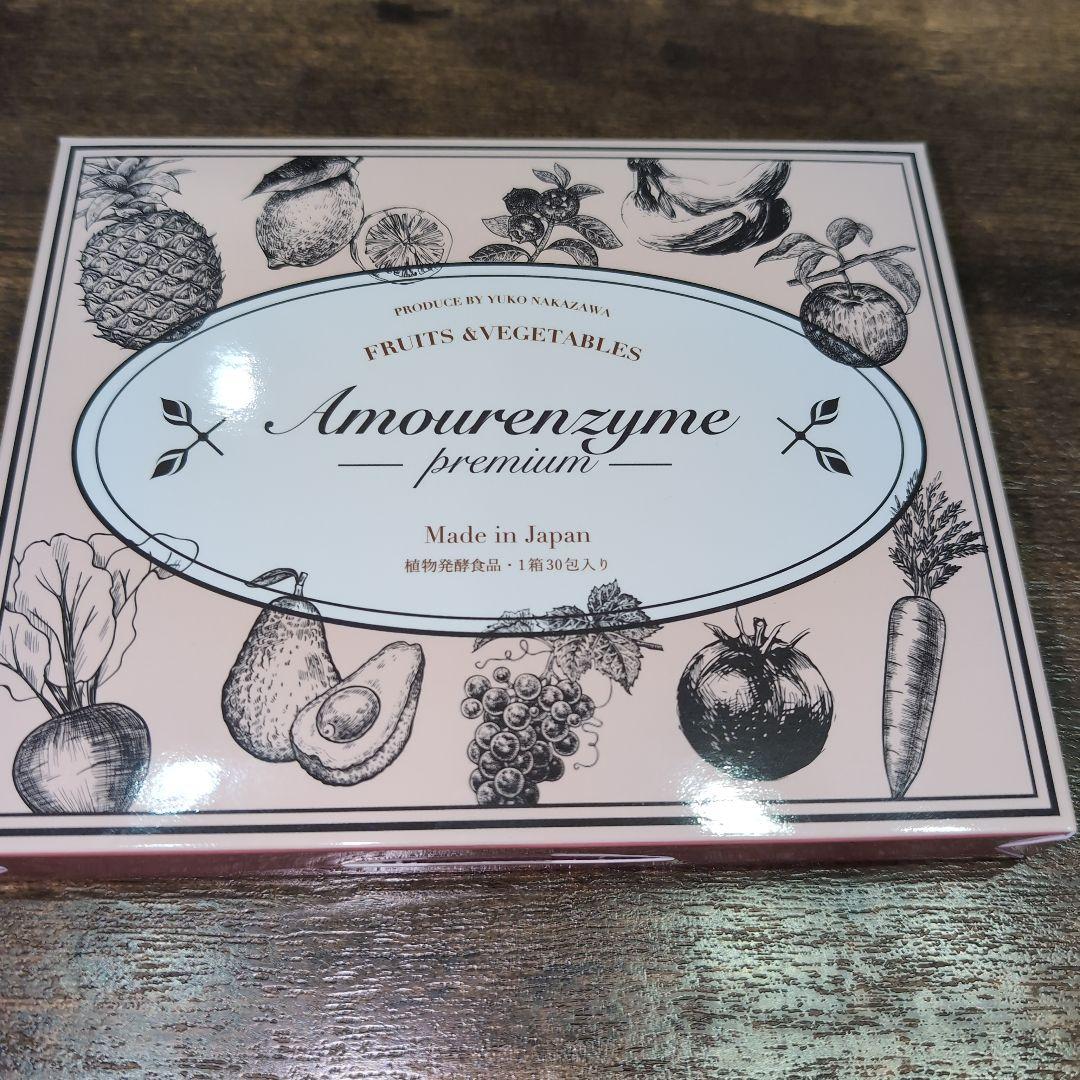 PRODUCE BY YUKO NAKAZAWA
FRUITS &VEGETABLES
Amourenzyme
premium
Made in Japan
植物発酵食品・1箱30包入り